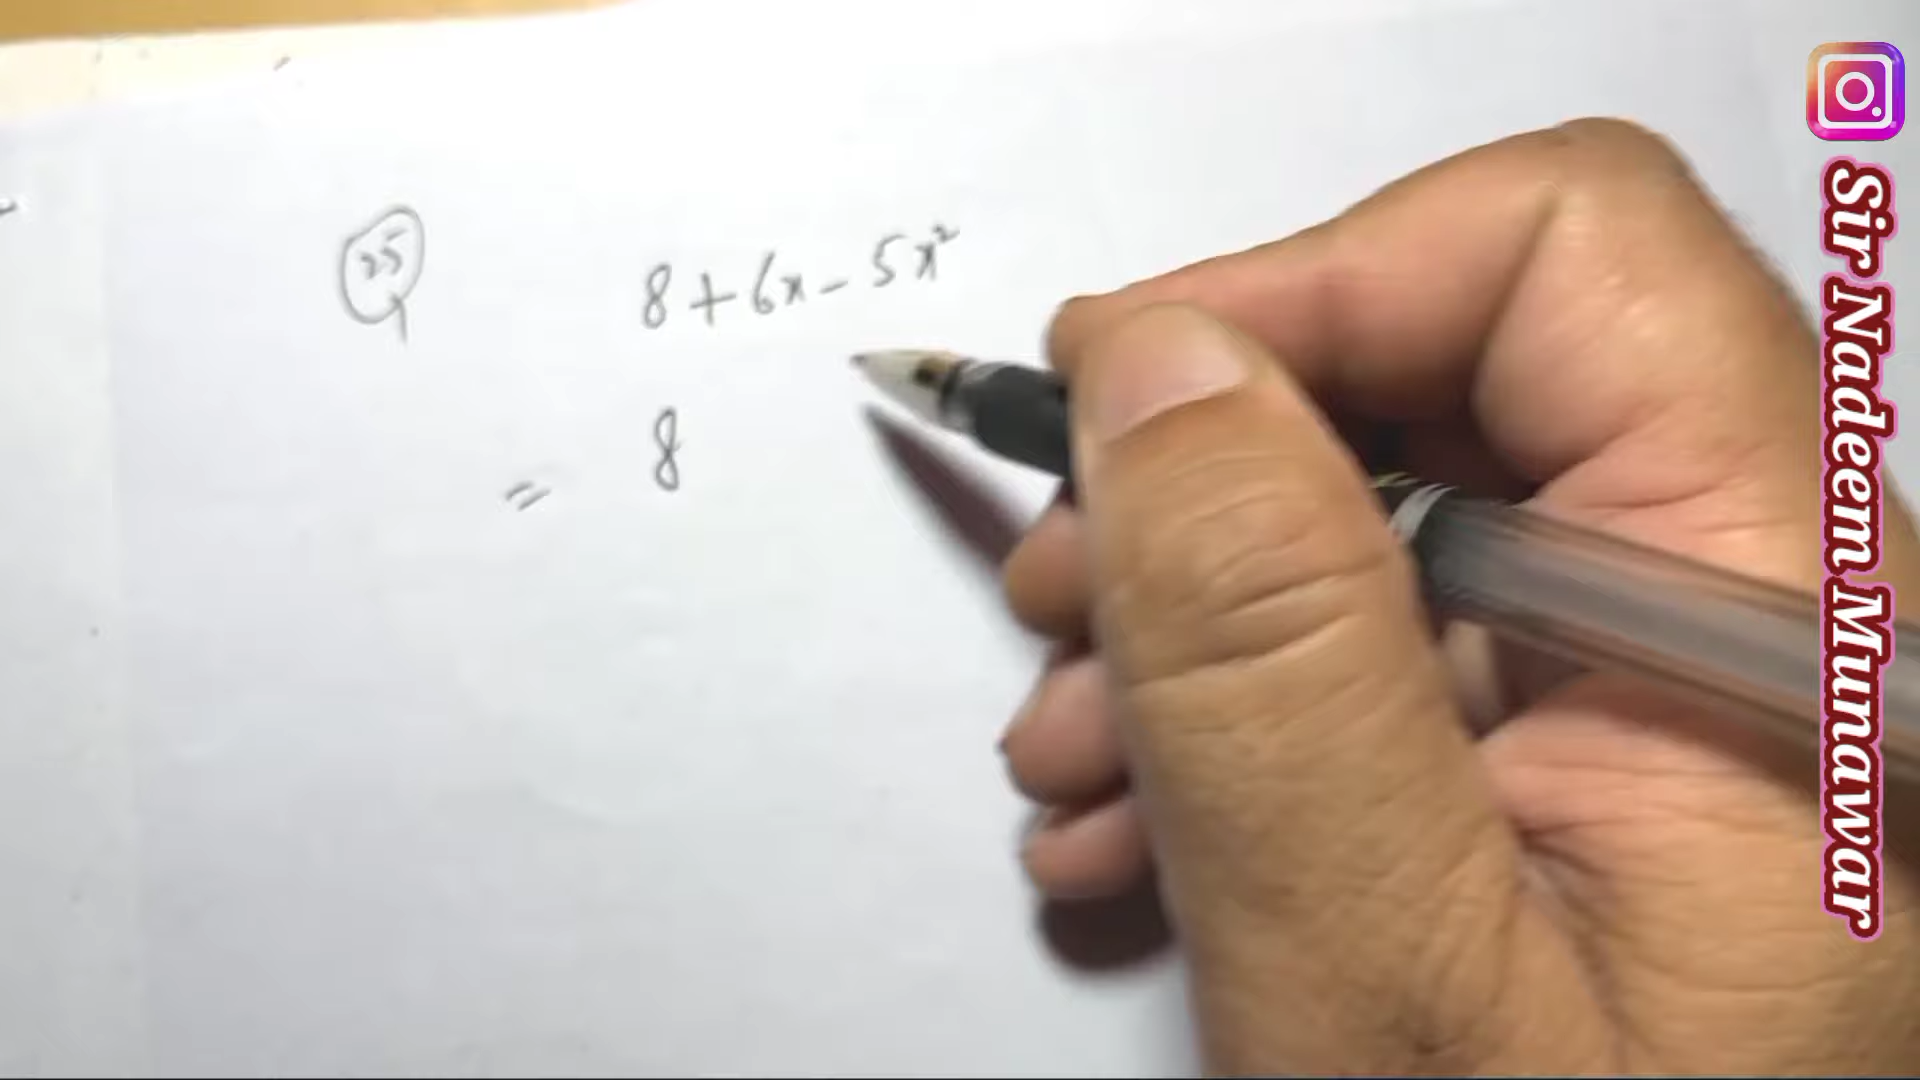 25
8 + 6x - 5x²
= 8
Sir Nadeem Munawar